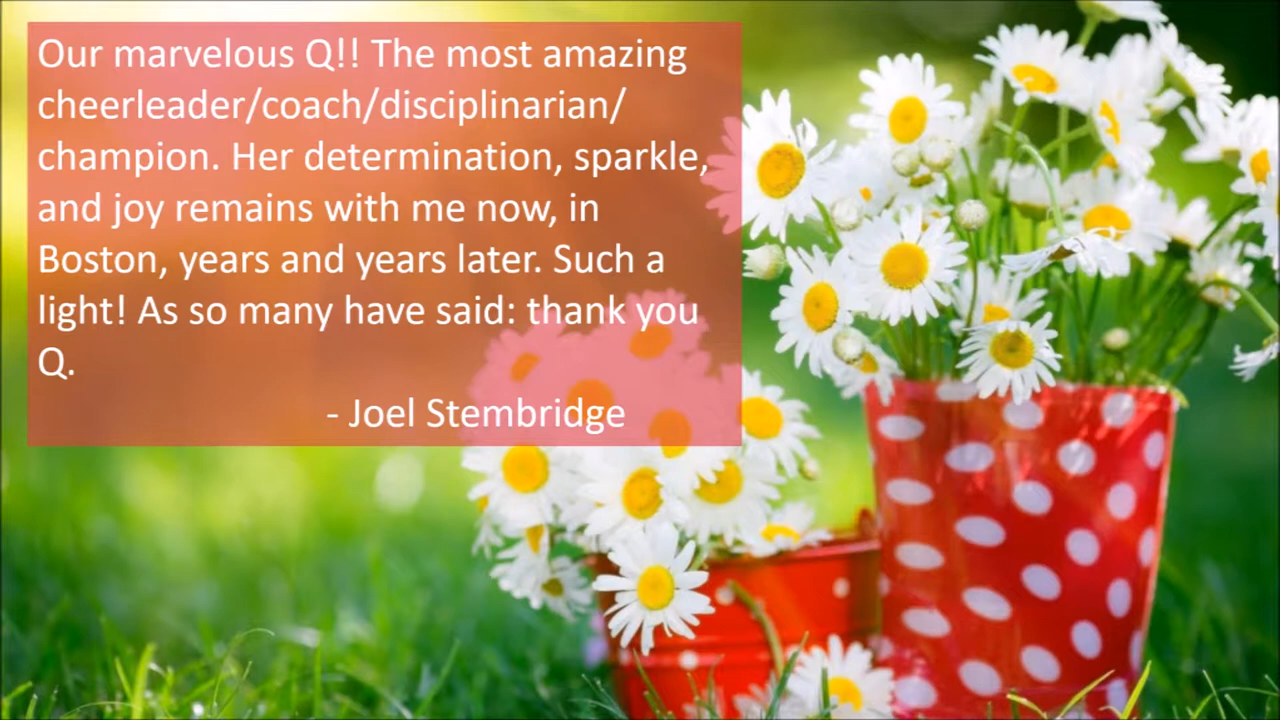 Our marvelous Q!! The most amazing
cheerleader/coach/disciplinarian/
champion. Her determination, sparkle,
and joy remains with me now, in
Boston, years and years later. Such a
light! As so many have said: thank you
Q.
- Joel Stembridge